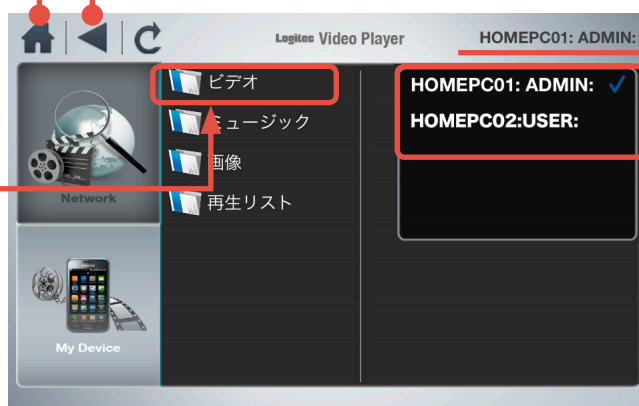 Logitec Video Player
HOMEPC01: ADMIN:
ビデオ
ミュージック
画像
再生リスト
HOMEPC01: ADMIN:
HOMEPC02:USER:
Network
My Device